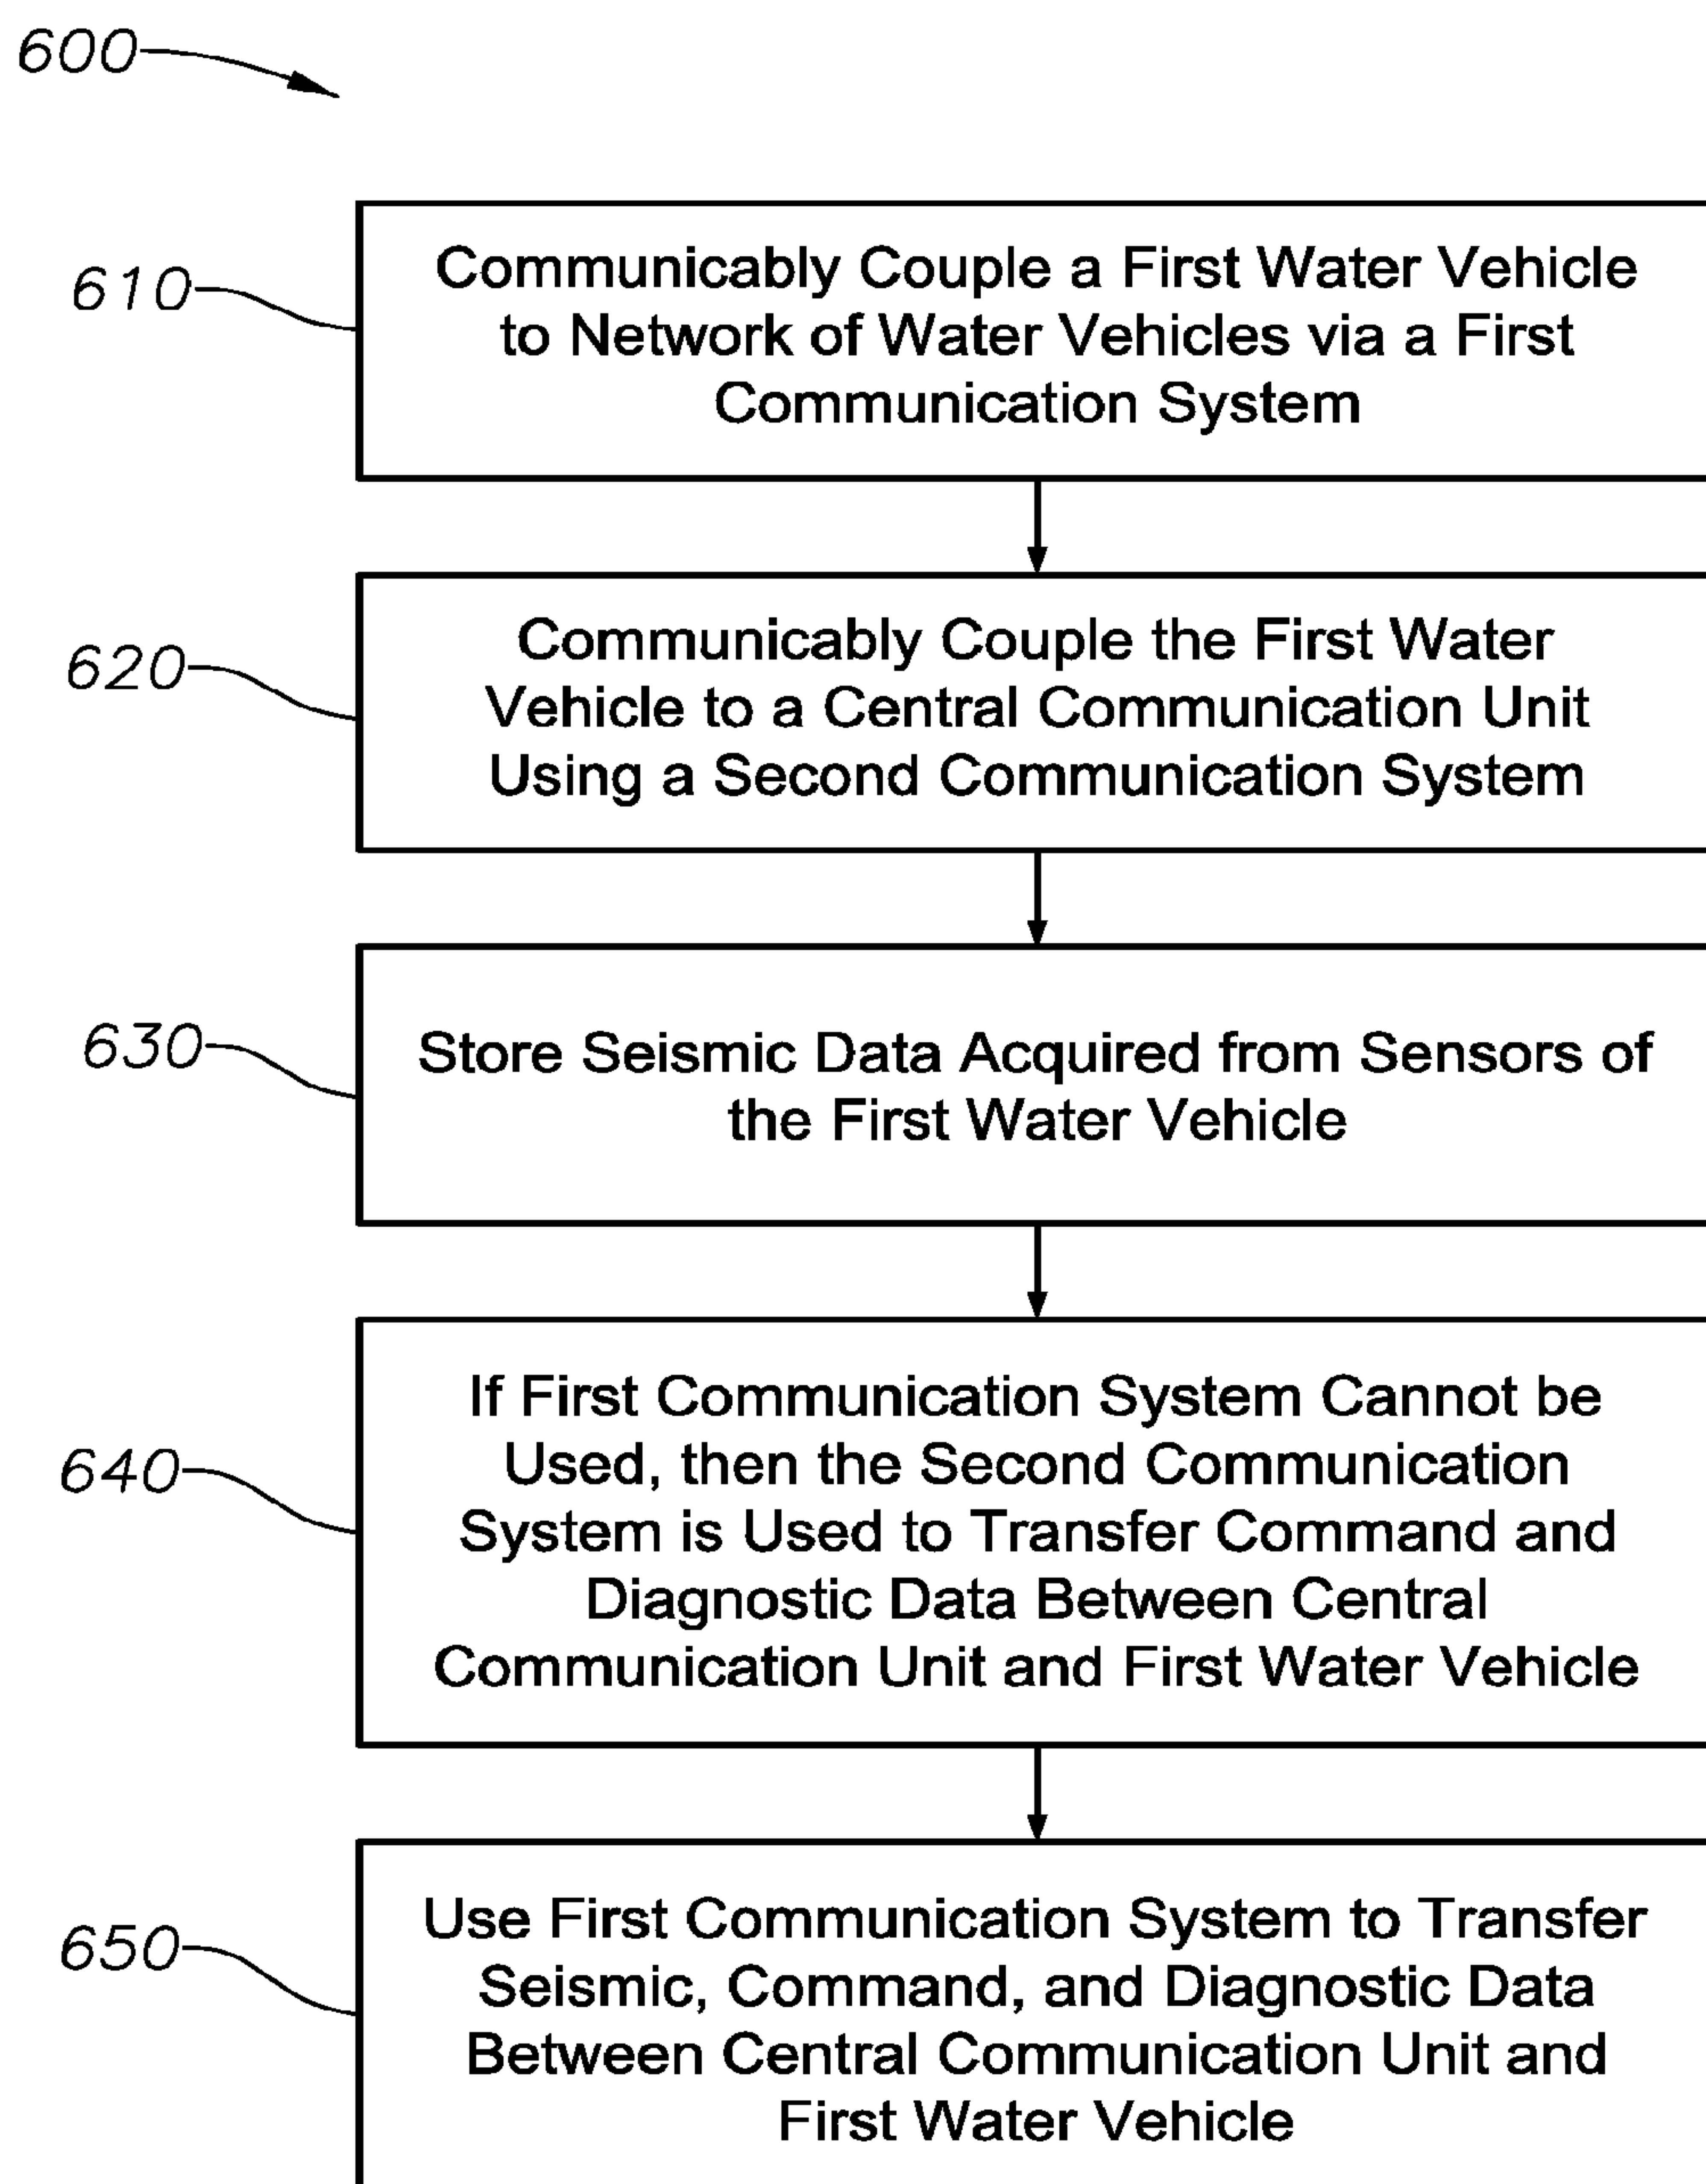 600
610
Communicably Couple a First Water Vehicle
to Network of Water Vehicles via a First
Communication System
620
Communicably Couple the First Water
Vehicle to a Central Communication Unit
Using a Second Communication System
630
Store Seismic Data Acquired from Sensors of
the First Water Vehicle
640
If First Communication System Cannot be
Used, then the Second Communication
System is Used to Transfer Command and
Diagnostic Data Between Central
Communication Unit and First Water Vehicle
650
Use First Communication System to Transfer
Seismic, Command, and Diagnostic Data
Between Central Communication Unit and
First Water Vehicle